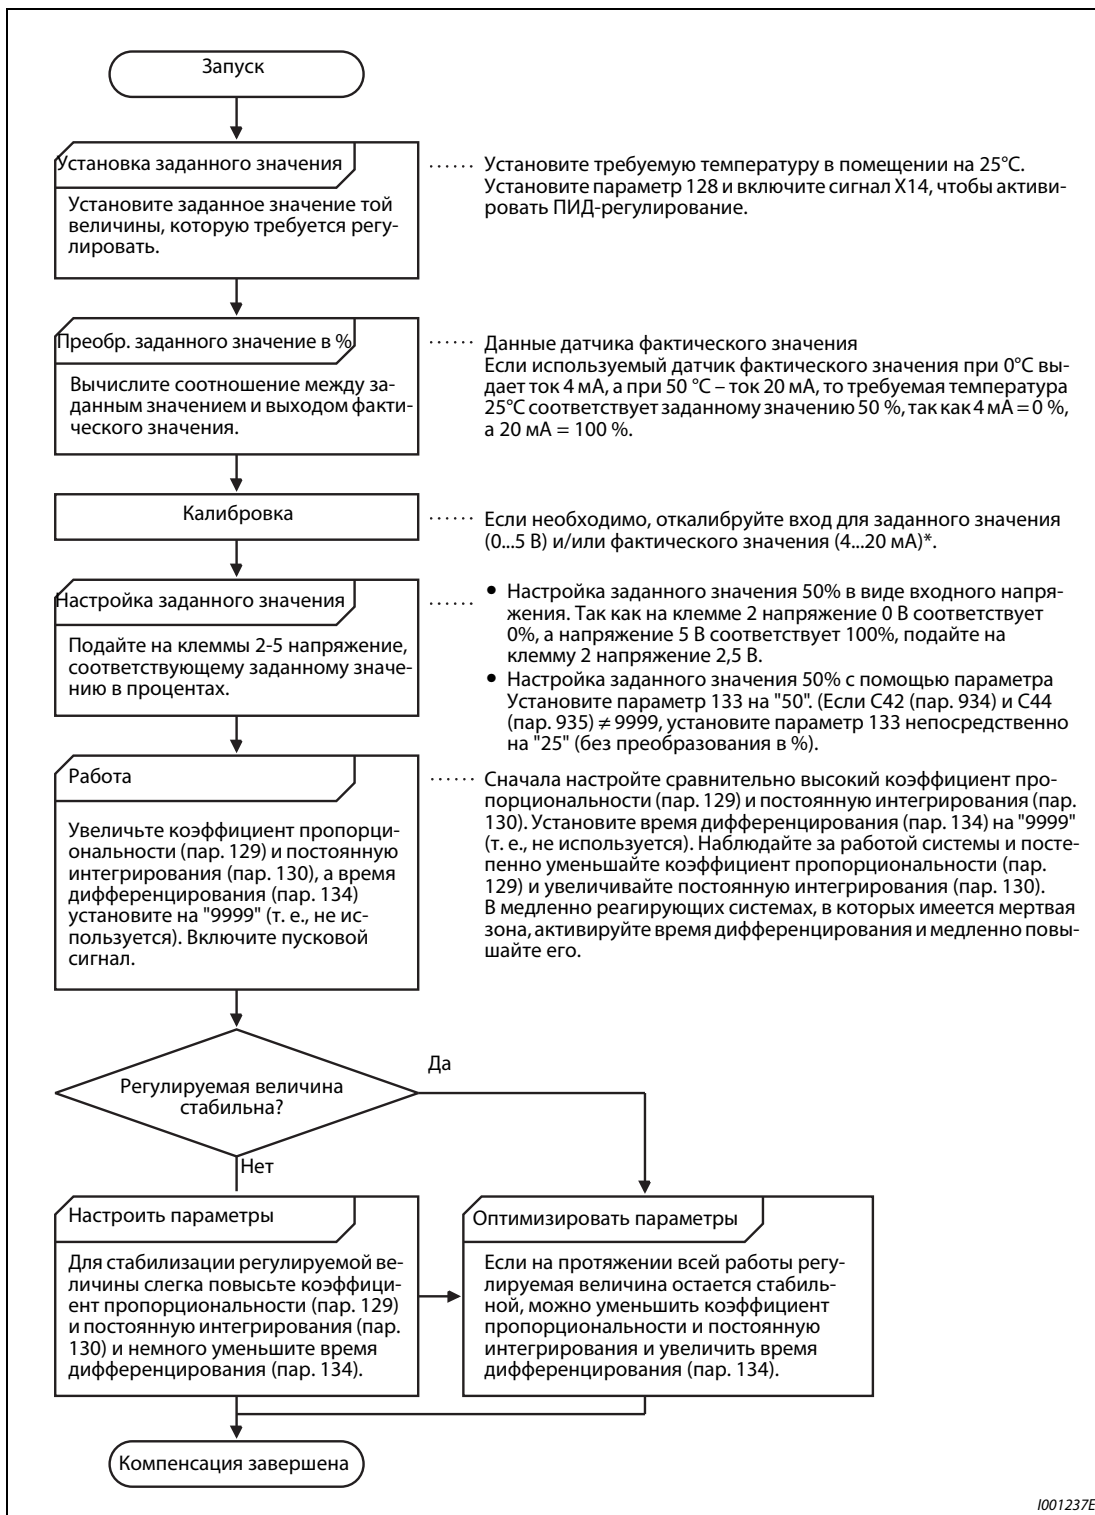 Запуск
Установка заданного значения
Установите заданное значение той
величины, которую требуется регу-
лировать.
...... Установите требуемую температуру в помещении на 25°C.
Установите параметр 128 и включите сигнал X14, чтобы активи-
ровать ПИД-регулирование.
Преобр. заданного значение в %
Вычислите соотношение между за-
данным значением и выходом факти-
ческого значения.
...... Данные датчика фактического значения
Если используемый датчик фактического значения при 0°C вы-
дает ток 4 мА, а при 50 °C – ток 20 мА, то требуемая температура
25°C соответствует заданному значению 50 %, так как 4 мА = 0 %,
а 20 мА = 100 %.
Калибровка
...... Если необходимо, откалибруйте вход для заданного значения
(0...5 В) и/или фактического значения (4...20 мА)*.
Настройка заданного значения
Подайте на клеммы 2-5 напряжение,
соответствующему заданному значе-
нию в процентах.
...... • Настройка заданного значения 50% в виде входного напря-
жения. Так как на клемме 2 напряжение 0 В соответствует
0%, а напряжение 5 В соответствует 100%, подайте на
клемму 2 напряжение 2,5 В.
• Настройка заданного значения 50% с помощью параметра
Установите параметр 133 на "50". (Если C42 (пар. 934) и C44
(пар. 935) ≠ 9999, установите параметр 133 непосредственно
на "25" (без преобразования в %).
Работа
Увеличьте коэффициент пропорци-
ональности (пар. 129) и постоянную
интегрирования (пар. 130), а время
дифференцирования (пар. 134)
установите на "9999" (т. е., не ис-
пользуется). Включите пусковой
сигнал.
...... Сначала настройте сравнительно высокий коэффициент про-
порциональности (пар. 129) и постоянную интегрирования (пар.
130). Установите время дифференцирования (пар. 134) на "9999"
(т. е., не используется). Наблюдайте за работой системы и посте-
пенно уменьшайте коэффициент пропорциональности (пар.
129) и увеличивайте постоянную интегрирования (пар. 130).
В медленно реагирующих системах, в которых имеется мертвая
зона, активируйте время дифференцирования и медленно повы-
шайте его.
Да
Регулируемая величина
стабильна?
Нет
Настроить параметры
Для стабилизации регулируемой ве-
личины слегка повысьте коэффици-
ент пропорциональности (пар. 129)
и постоянную интегрирования (пар.
130) и немного уменьшите время
дифференцирования (пар. 134).
Оптимизировать параметры
Если на протяжении всей работы регу-
лируемая величина остается стабиль-
ной, можно уменьшить коэффициент
пропорциональности и постоянную
интегрирования и увеличить время
дифференцирования (пар. 134).
Компенсация завершена
I001237E